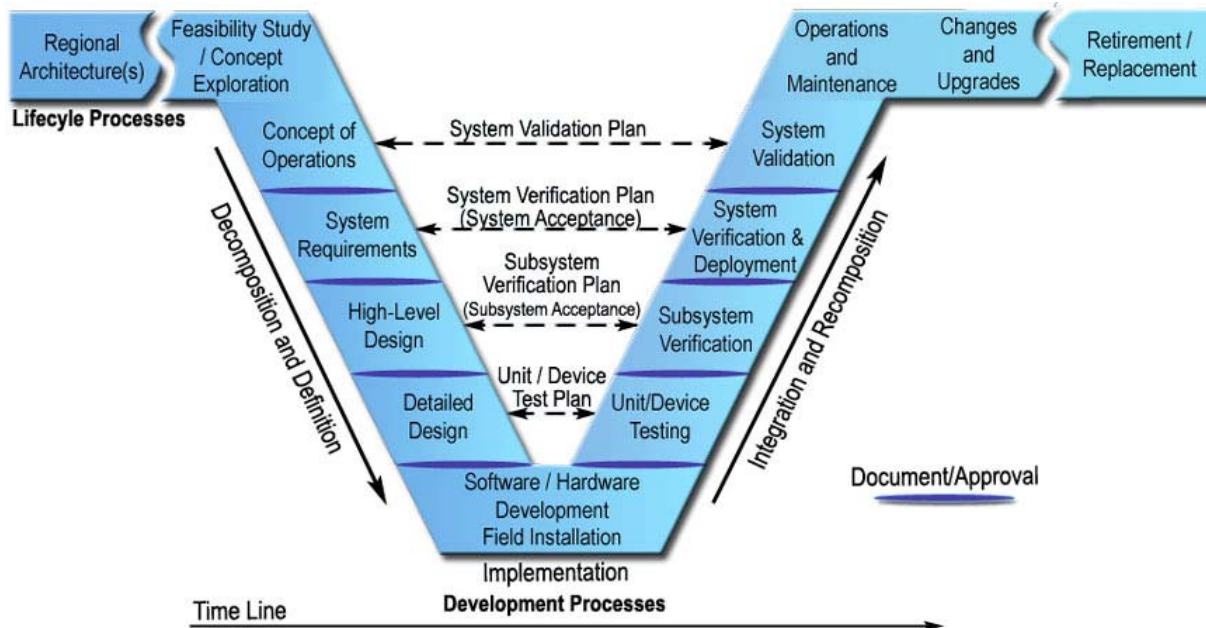 Regional
Architecture(s)
Feasibility Study
/ Concept
Exploration
Operations
and
Maintenance
Changes
and
Upgrades
Retirement /
Replacement
Lifecyle Processes
Concept of
Operations
System Validation Plan
System
Validation
System
Requirements
System Verification Plan
(System Acceptance)
System
Verification &
Deployment
High-Level
Design
Subsystem
Verification Plan
(Subsystem Acceptance)
Subsystem
Verification
Detailed
Design
Unit / Device
Test Plan
Unit/Device
Testing
Decomposition and Definition
Integration and Recomposition
Software / Hardware
Development
Field Installation
Document/Approval
Implementation
Development Processes
Time Line